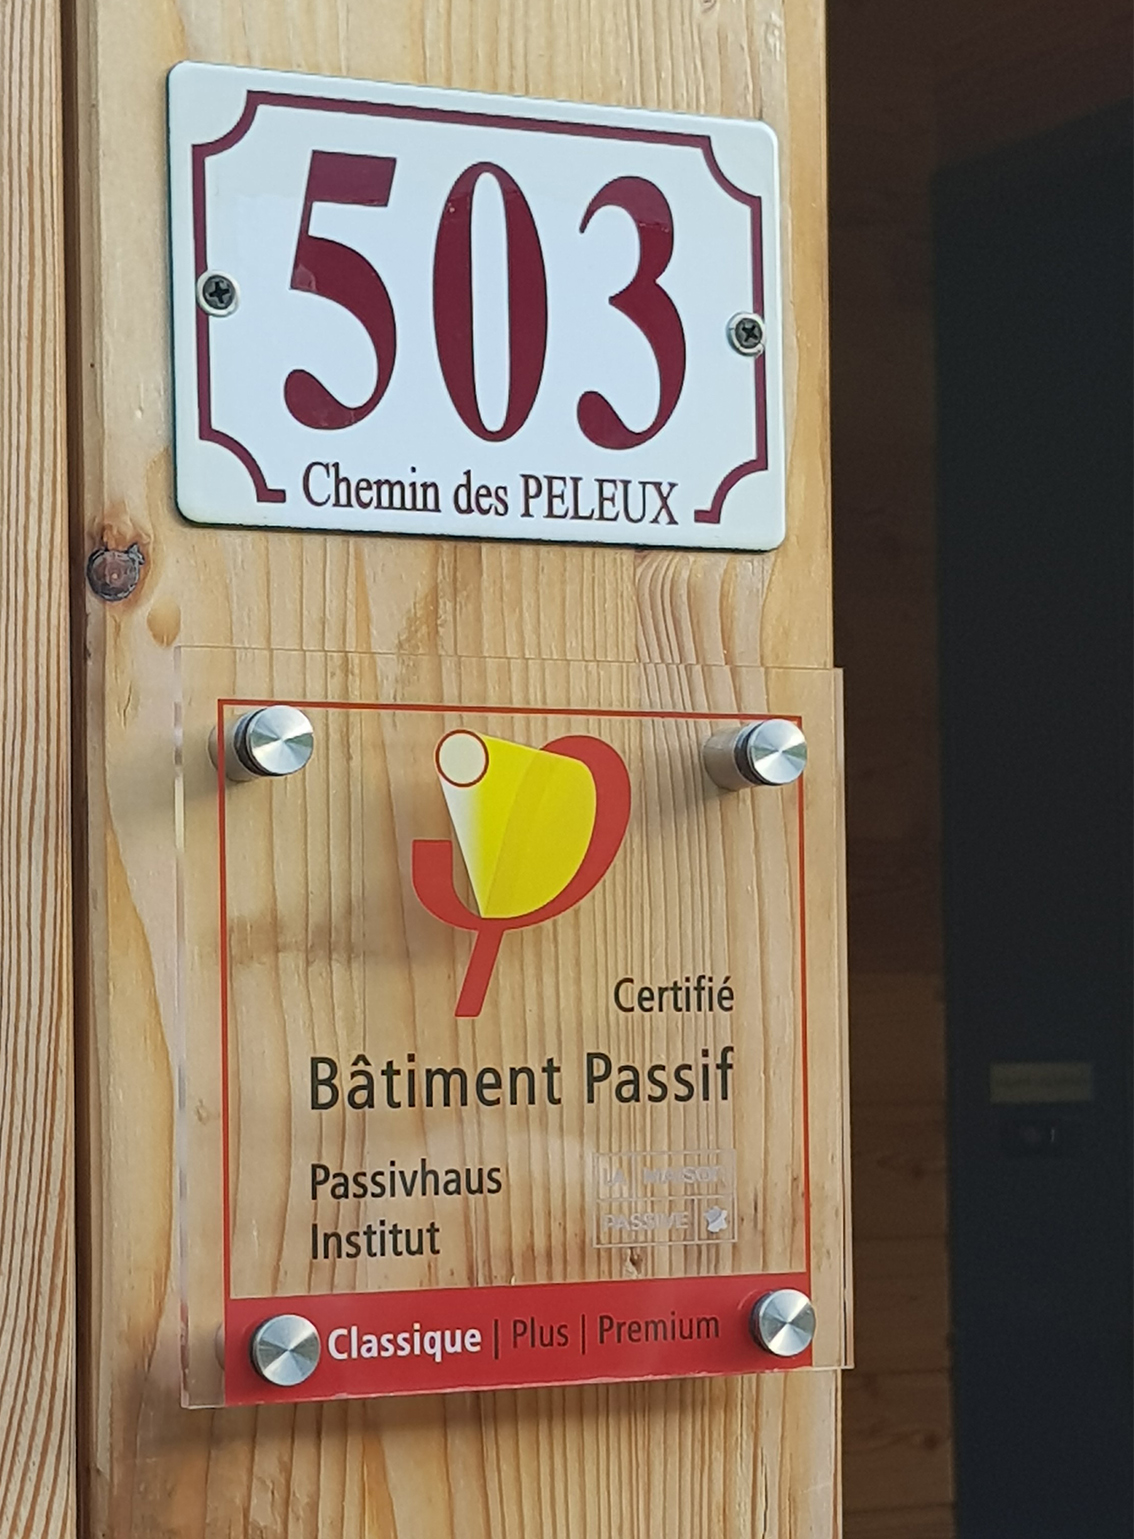 503
Chemin des PELEUX
Certifié
Bâtiment Passif
Passivhaus
Institut
LA MAISON
PASSIVE
Classique | Plus | Premium